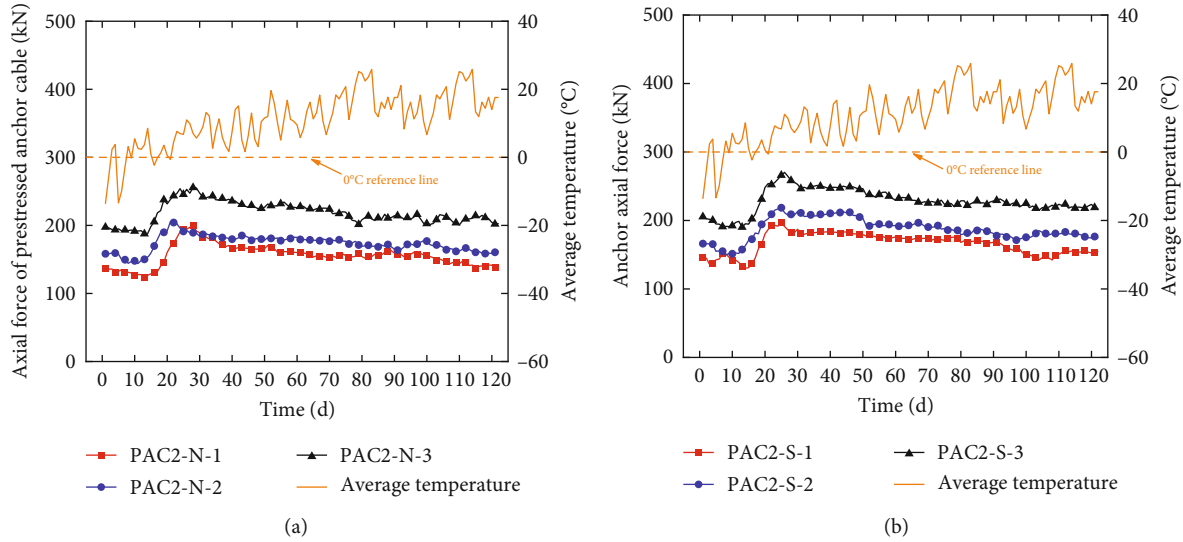 Axial force of prestressed anchor cable (kN)
500
400
300
200
100
0
0°C reference line
40
20
0
−20
−40
−60
Average temperature (°C)
0 10 20 30 40 50 60 70 80 90 100 110 120
Time (d)
PAC2-N-1
PAC2-N-3
PAC2-N-2
Average temperature
(a)
Anchor axial force (kN)
500
400
300
200
100
0
0°C reference line
40
20
0
−20
−40
−60
Average temperature (°C)
0 10 20 30 40 50 60 70 80 90 100 110 120
Time (d)
PAC2-S-1
PAC2-S-3
PAC2-S-2
Average temperature
(b)